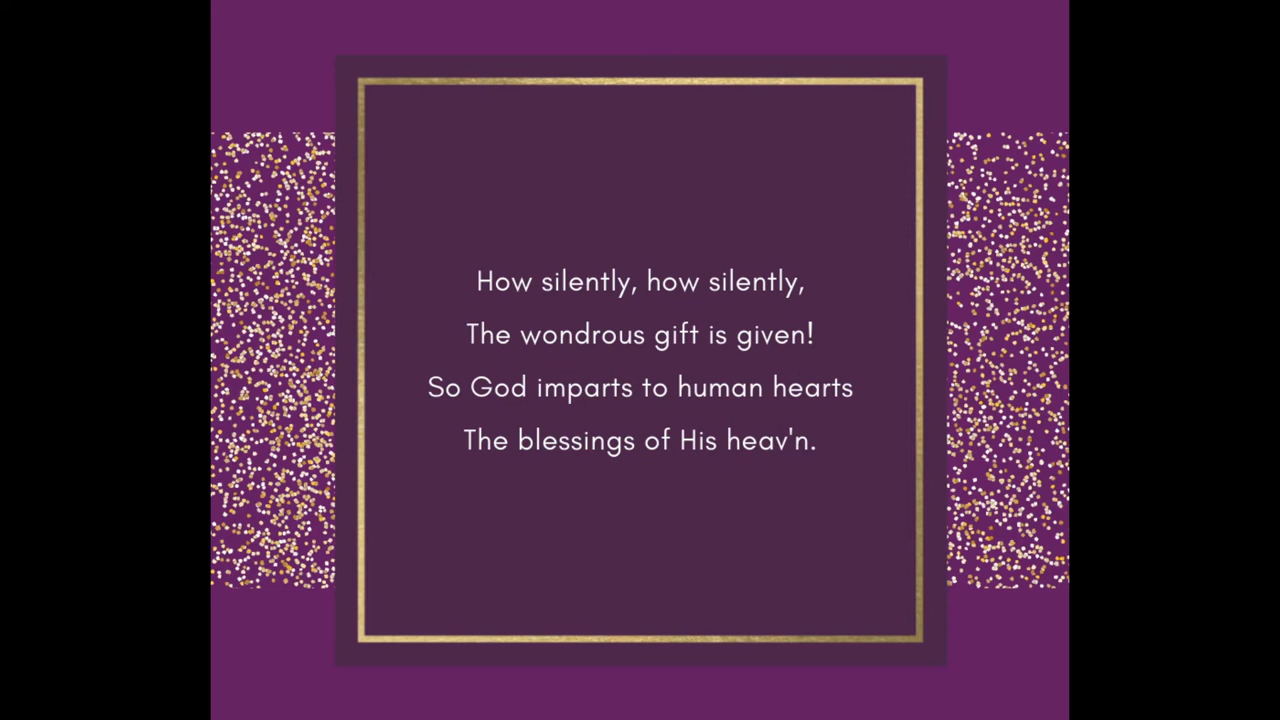 How silently, how silently,
The wondrous gift is given!
So God imparts to human hearts
The blessings of His heav'n.